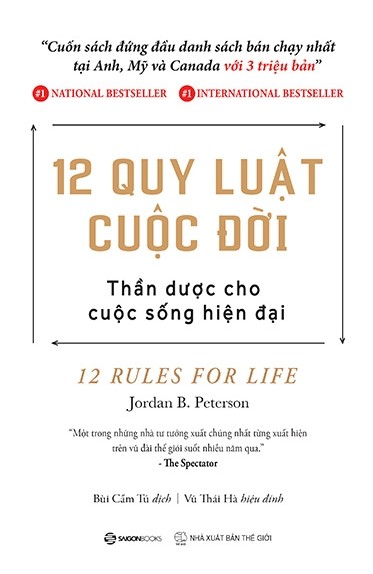 “Cuốn sách đứng đầu danh sách bán chạy nhất
tại Anh, Mỹ và Canada với 3 triệu bản”
#1 NATIONAL BESTSELLER #1 INTERNATIONAL BESTSELLER
12 QUY LUẬT
CUỘC ĐỜI
Thần dược cho
cuộc sống hiện đại
12 RULES FOR LIFE
Jordan B. Peterson
“Một trong những nhà tư tưởng xuất chúng nhất từng xuất hiện
trên vũ đài thế giới suốt nhiều năm qua.”
- The Spectator
Bùi Cẩm Tú dịch | Vũ Thái Hà hiệu đính
SAIGONBOOKS NHÀ XUẤT BẢN THẾ GIỚI